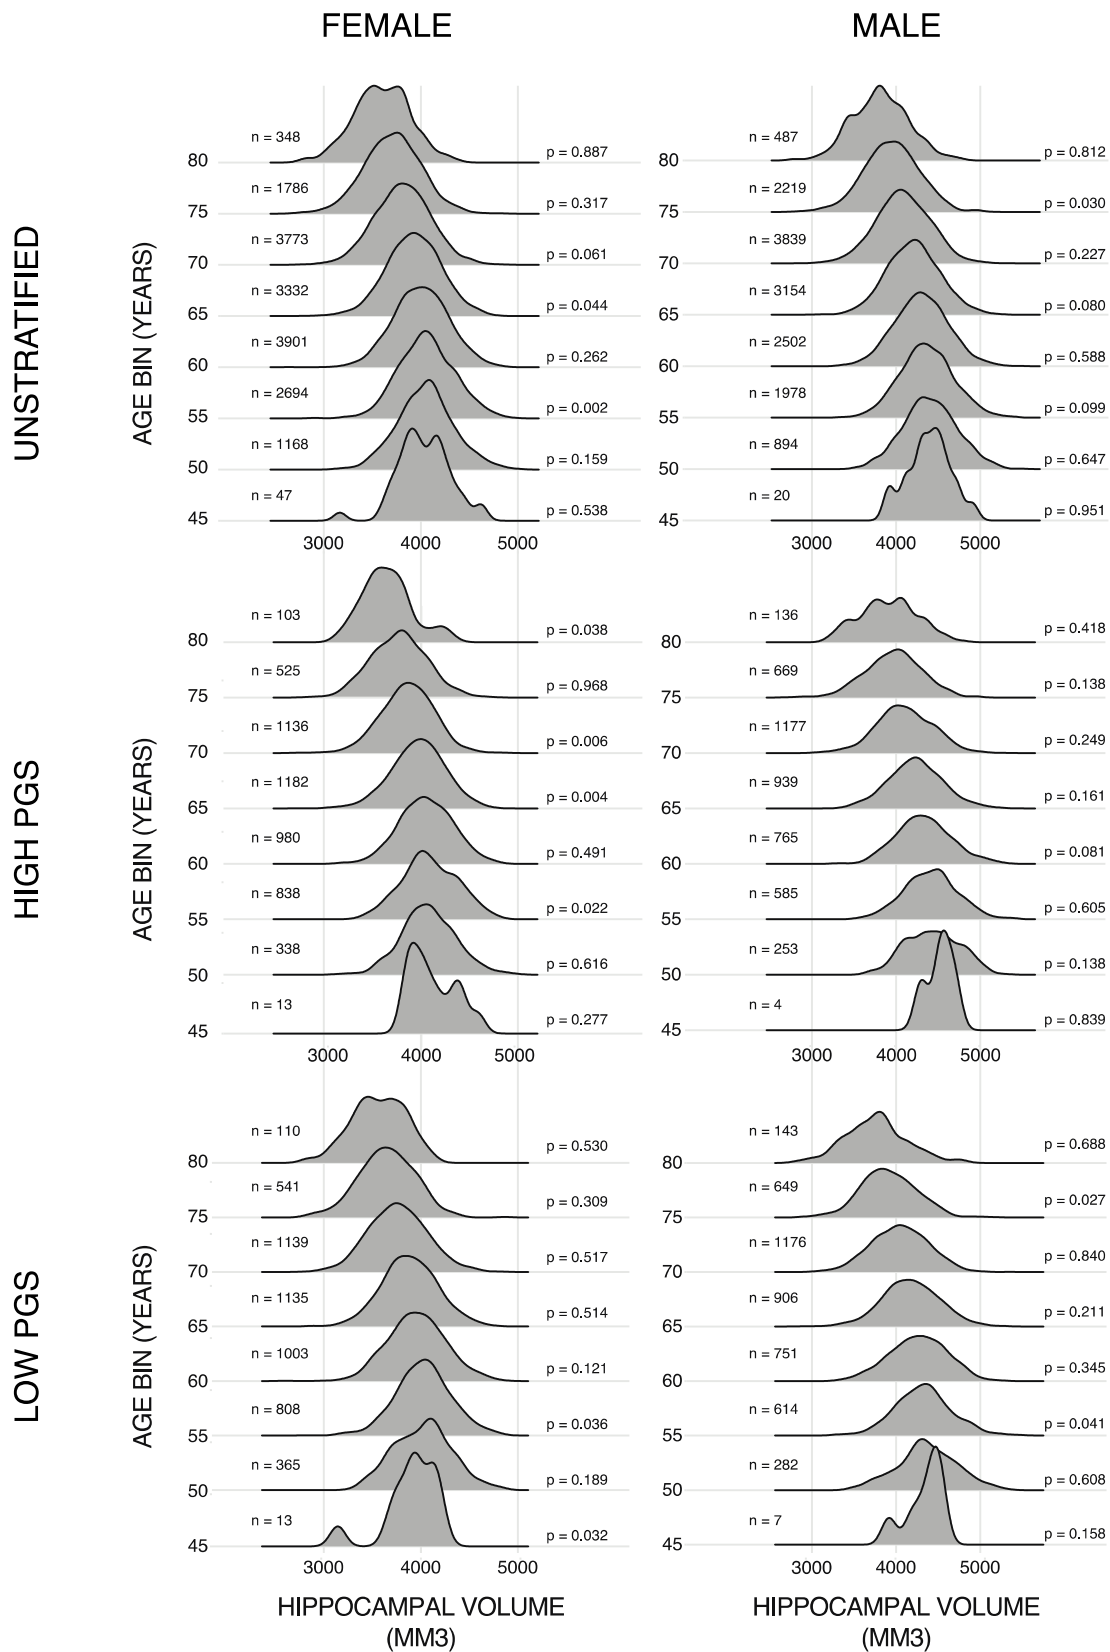 FEMALE
MALE
UNSTRATIFIED
AGE BIN (YEARS)
n = 348
80
p = 0.887
n = 1786
75
p = 0.317
n = 3773
70
p = 0.061
n = 3332
65
p = 0.044
n = 3901
60
p = 0.262
n = 2694
55
p = 0.002
n = 1168
50
p = 0.159
n = 47
45
p = 0.538
3000 4000 5000
n = 487
80
p = 0.812
n = 2219
75
p = 0.030
n = 3839
70
p = 0.227
n = 3154
65
p = 0.080
n = 2502
60
p = 0.588
n = 1978
55
p = 0.099
n = 894
50
p = 0.647
n = 20
45
p = 0.951
3000 4000 5000
HIGH PGS
AGE BIN (YEARS)
n = 103
80
p = 0.038
n = 525
75
p = 0.968
n = 1136
70
p = 0.006
n = 1182
65
p = 0.004
n = 980
60
p = 0.491
n = 838
55
p = 0.022
n = 338
50
p = 0.616
n = 13
45
p = 0.277
3000 4000 5000
n = 136
80
p = 0.418
n = 669
75
p = 0.138
n = 1177
70
p = 0.249
n = 939
65
p = 0.161
n = 765
60
p = 0.081
n = 585
55
p = 0.605
n = 253
50
p = 0.138
n = 4
45
p = 0.839
3000 4000 5000
LOW PGS
AGE BIN (YEARS)
n = 110
80
p = 0.530
n = 541
75
p = 0.309
n = 1139
70
p = 0.517
n = 1135
65
p = 0.514
n = 1003
60
p = 0.121
n = 808
55
p = 0.036
n = 365
50
p = 0.189
n = 13
45
p = 0.032
3000 4000 5000
HIPPOCAMPAL VOLUME
(MM3)
n = 143
80
p = 0.688
n = 649
75
p = 0.027
n = 1176
70
p = 0.840
n = 906
65
p = 0.211
n = 751
60
p = 0.345
n = 614
55
p = 0.041
n = 282
50
p = 0.608
n = 7
45
p = 0.158
3000 4000 5000
HIPPOCAMPAL VOLUME
(MM3)